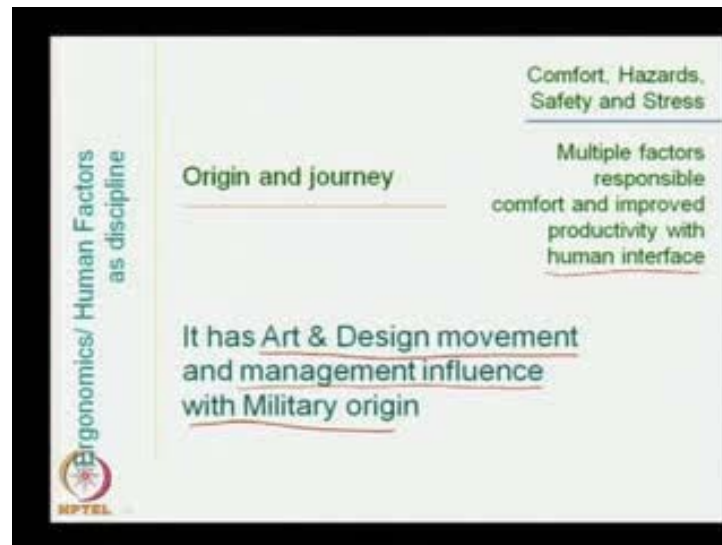 Ergonomics/ Human Factors
as discipline
Comfort, Hazards,
Safety and Stress
Origin and journey
Multiple factors
responsible
comfort and improved
productivity with
human interface
It has Art & Design movement
and management influence
with Military origin
NPTEL